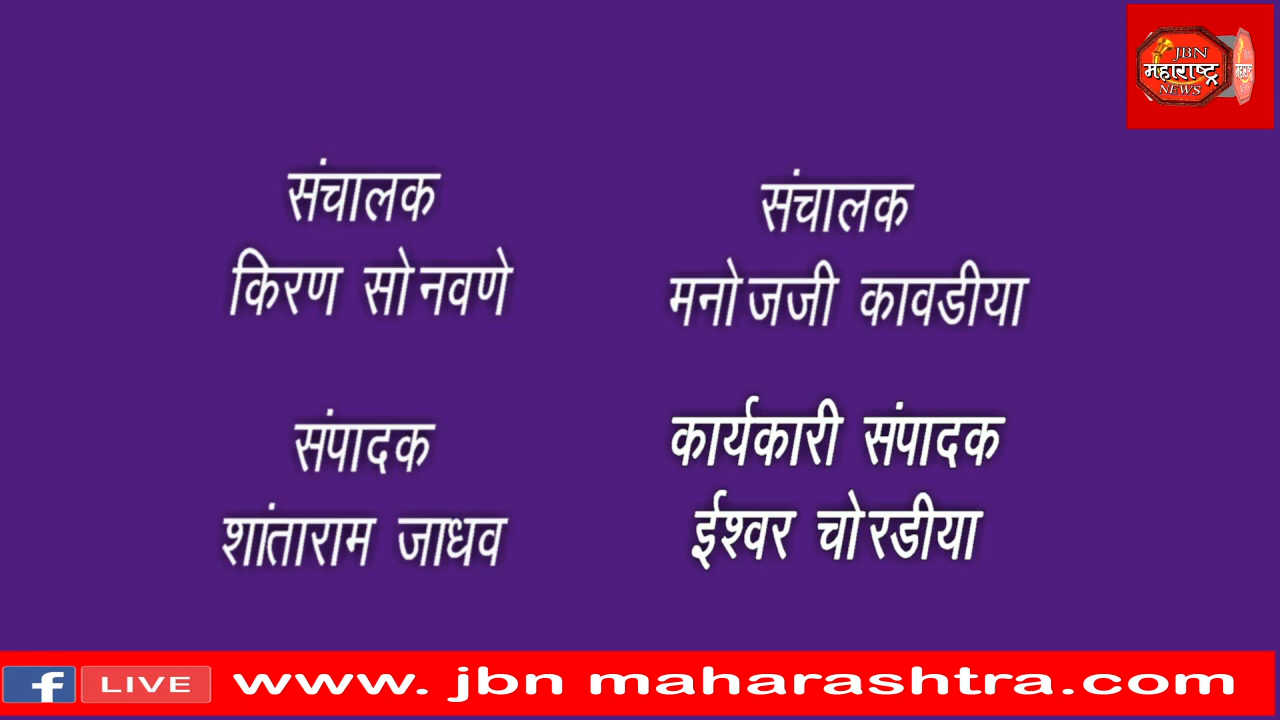 JBN
महाराष्ट्र
NEWS
संचालक
किरण सोनवणे
संचालक
मनोजजी कावडीया
संपादक
शांताराम जाधव
कार्यकारी संपादक
ईश्वर चोरडीया
f LIVE www. jbn maharashtra.com